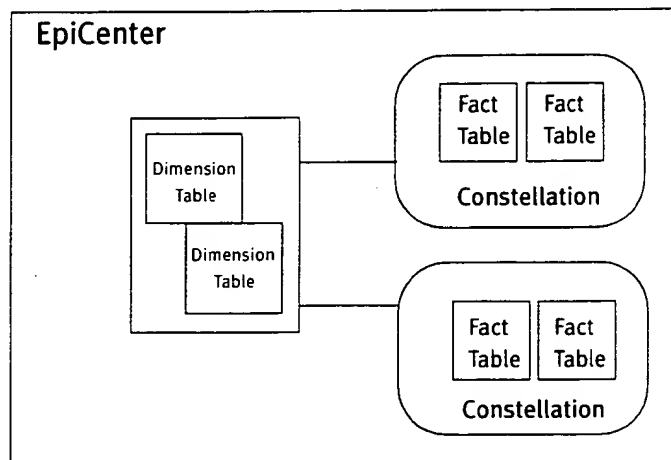 EpiCenter
Dimension
Table
Dimension
Table
Fact
Table
Fact
Table
Constellation
Fact
Table
Fact
Table
Constellation